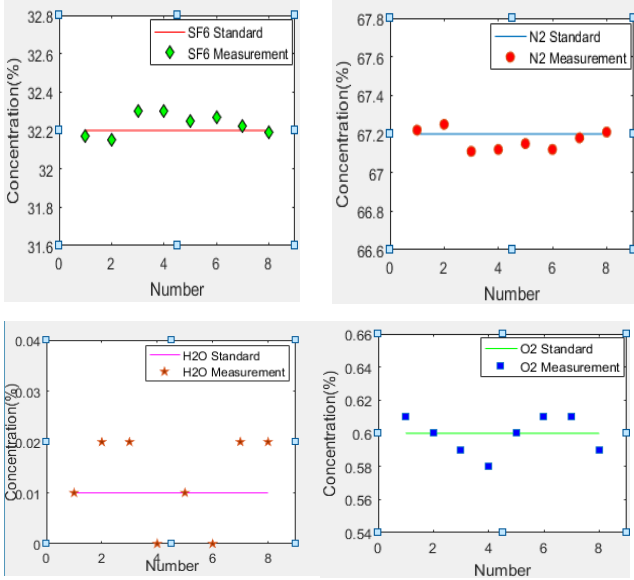 32.8
32.6
32.4
32.2
32
31.8
31.6
0
2
4
6
8
Concentration(%)
Number
SF6 Standard
SF6 Measurement
67.8
67.6
67.4
67.2
67
66.8
66.6
0
2
4
6
8
Concentration(%)
Number
N2 Standard
N2 Measurement
0.04
0.03
0.02
0.01
0
0
2
4
6
8
Concentration(%)
Number
H2O Standard
H2O Measurement
0.66
0.64
0.62
0.6
0.58
0.56
0.54
0
2
4
6
8
Concentration(%)
Number
O2 Standard
O2 Measurement